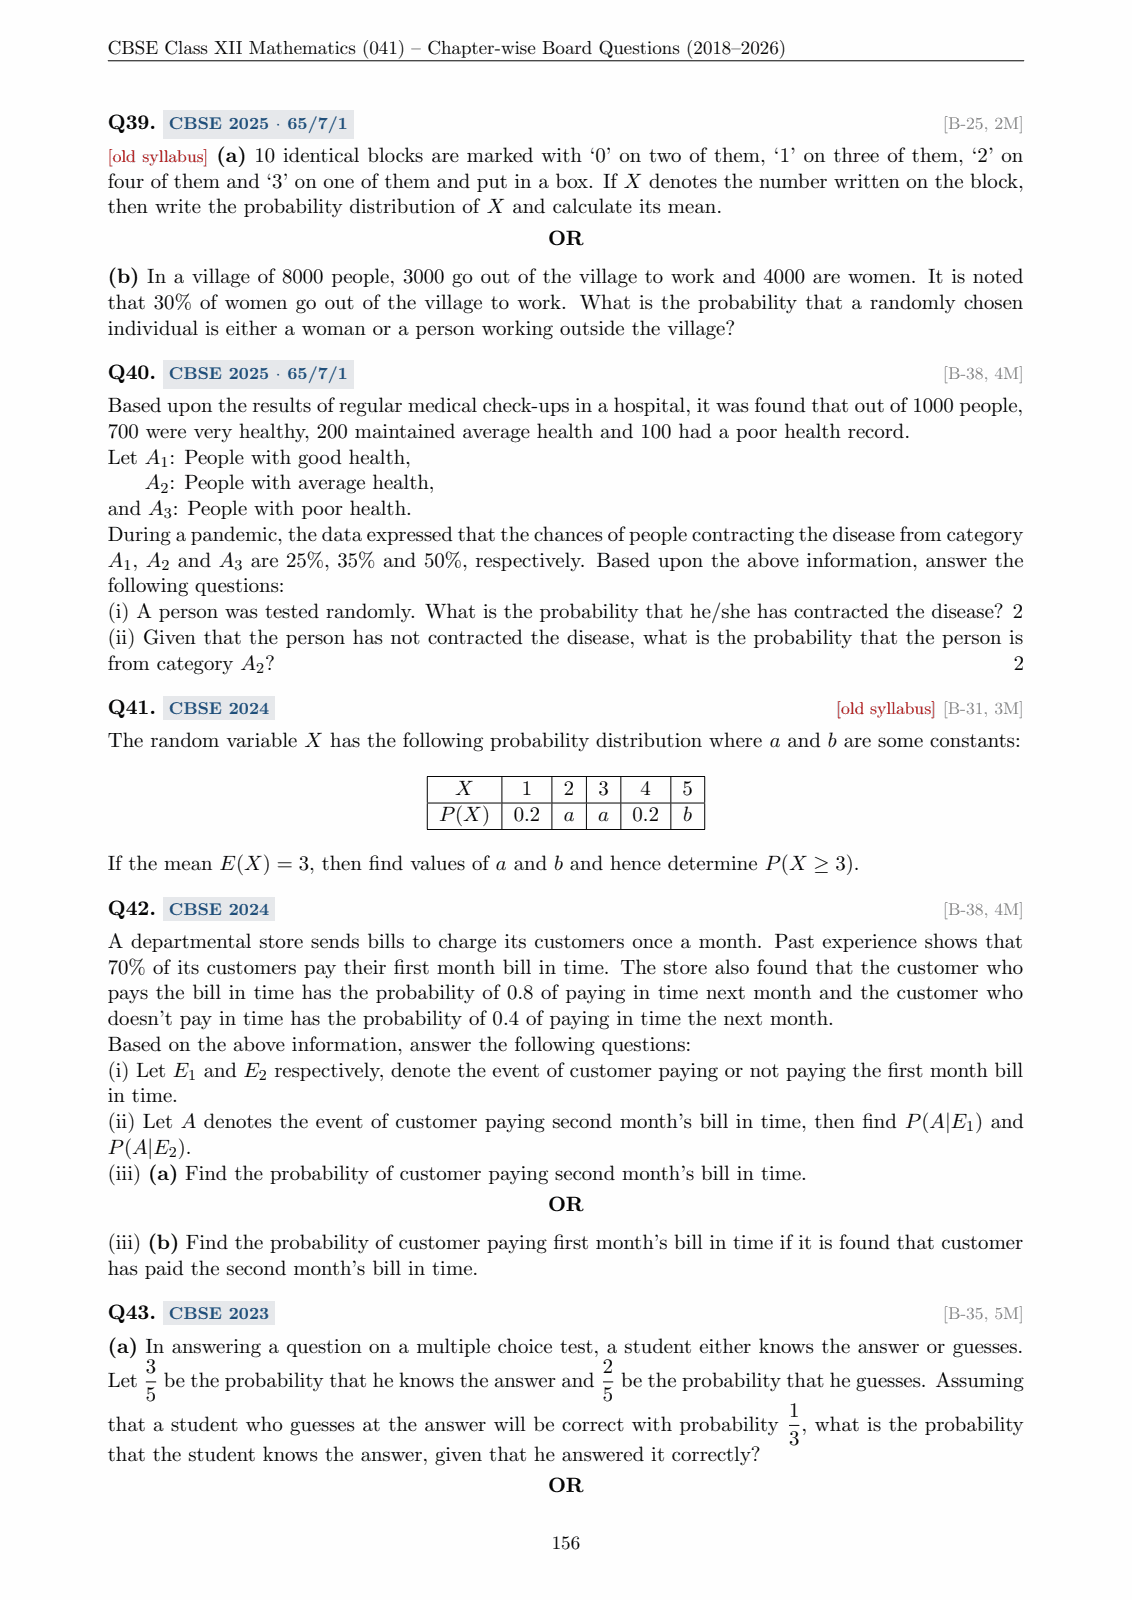 CBSE Class XII Mathematics (041) – Chapter-wise Board Questions (2018–2026)
Q39. CBSE 2025 · 65/7/1 [B-25, 2M]
[old syllabus] (a) 10 identical blocks are marked with ‘0’ on two of them, ‘1’ on three of them, ‘2’ on
four of them and ‘3’ on one of them and put in a box. If X denotes the number written on the block,
then write the probability distribution of X and calculate its mean.
OR
(b) In a village of 8000 people, 3000 go out of the village to work and 4000 are women. It is noted
that 30% of women go out of the village to work. What is the probability that a randomly chosen
individual is either a woman or a person working outside the village?
Q40. CBSE 2025 · 65/7/1 [B-38, 4M]
Based upon the results of regular medical check-ups in a hospital, it was found that out of 1000 people,
700 were very healthy, 200 maintained average health and 100 had a poor health record.
Let A₁: People with good health,
A₂: People with average health,
and A₃: People with poor health.
During a pandemic, the data expressed that the chances of people contracting the disease from category
A₁, A₂ and A₃ are 25%, 35% and 50%, respectively. Based upon the above information, answer the
following questions:
(i) A person was tested randomly. What is the probability that he/she has contracted the disease? 2
(ii) Given that the person has not contracted the disease, what is the probability that the person is
from category A₂? 2
Q41. CBSE 2024 [old syllabus] [B-31, 3M]
The random variable X has the following probability distribution where a and b are some constants:
X 1 2 3 4 5
P(X) 0.2 a a 0.2 b
If the mean E(X) = 3, then find values of a and b and hence determine P(X ≥ 3).
Q42. CBSE 2024 [B-38, 4M]
A departmental store sends bills to charge its customers once a month. Past experience shows that
70% of its customers pay their first month bill in time. The store also found that the customer who
pays the bill in time has the probability of 0.8 of paying in time next month and the customer who
doesn’t pay in time has the probability of 0.4 of paying in time the next month.
Based on the above information, answer the following questions:
(i) Let E₁ and E₂ respectively, denote the event of customer paying or not paying the first month bill
in time.
(ii) Let A denotes the event of customer paying second month’s bill in time, then find P(A|E₁) and
P(A|E₂).
(iii) (a) Find the probability of customer paying second month’s bill in time.
OR
(iii) (b) Find the probability of customer paying first month’s bill in time if it is found that customer
has paid the second month’s bill in time.
Q43. CBSE 2023 [B-35, 5M]
(a) In answering a question on a multiple choice test, a student either knows the answer or guesses.
Let 3/5 be the probability that he knows the answer and 2/5 be the probability that he guesses. Assuming
that a student who guesses at the answer will be correct with probability 1/3, what is the probability
that the student knows the answer, given that he answered it correctly?
OR
156